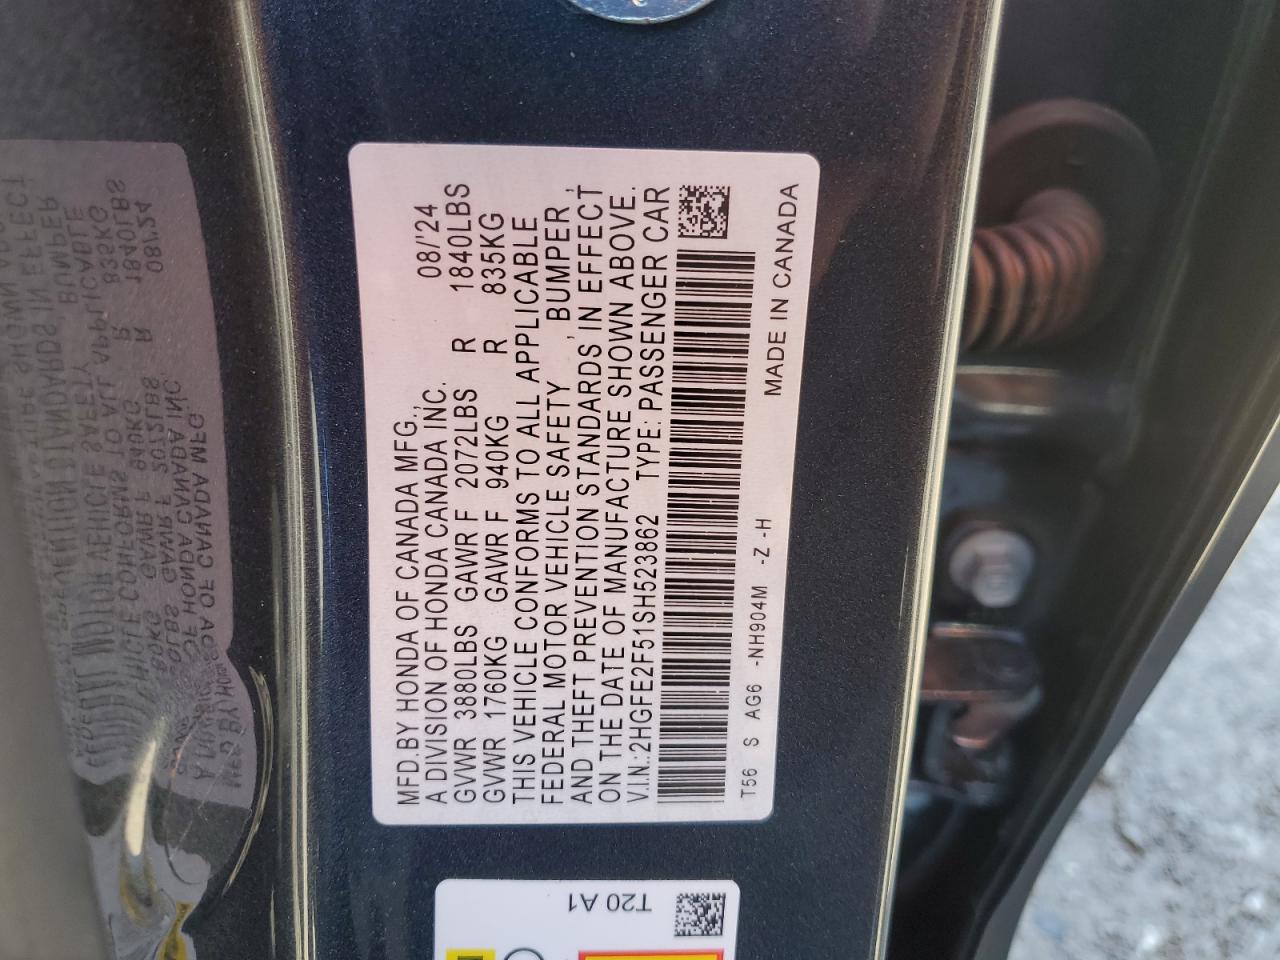 MFD.BY HONDA OF CANADA MFG., 08/'24
A DIVISION OF HONDA CANADA INC.
GVWR 3880LBS GAWR F 2072LBS R 1840LBS
GVWR 1760KG GAWR F 940KG R 835KG
THIS VEHICLE CONFORMS TO ALL APPLICABLE
FEDERAL MOTOR VEHICLE SAFETY , BUMPER ,
AND THEFT PREVENTION STANDARDS , IN EFFECT
ON THE DATE OF MANUFACTURE SHOWN ABOVE.
V.I.N.:2HGFE2F51SH523862 TYPE: PASSENGER CAR
T56 S AG6 -NH904M -Z -H MADE IN CANADA
T20 A1